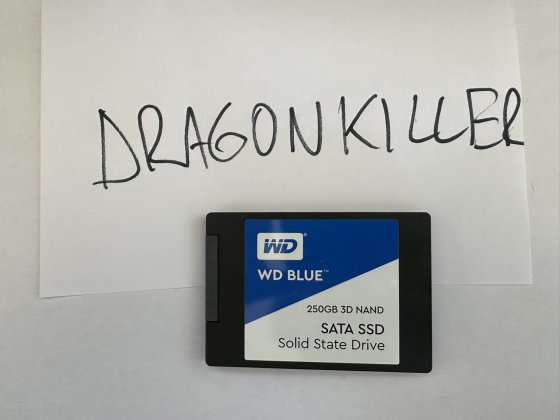 DRAGONKILLER
WD
WD BLUE™
250GB 3D NAND
SATA SSD
Solid State Drive